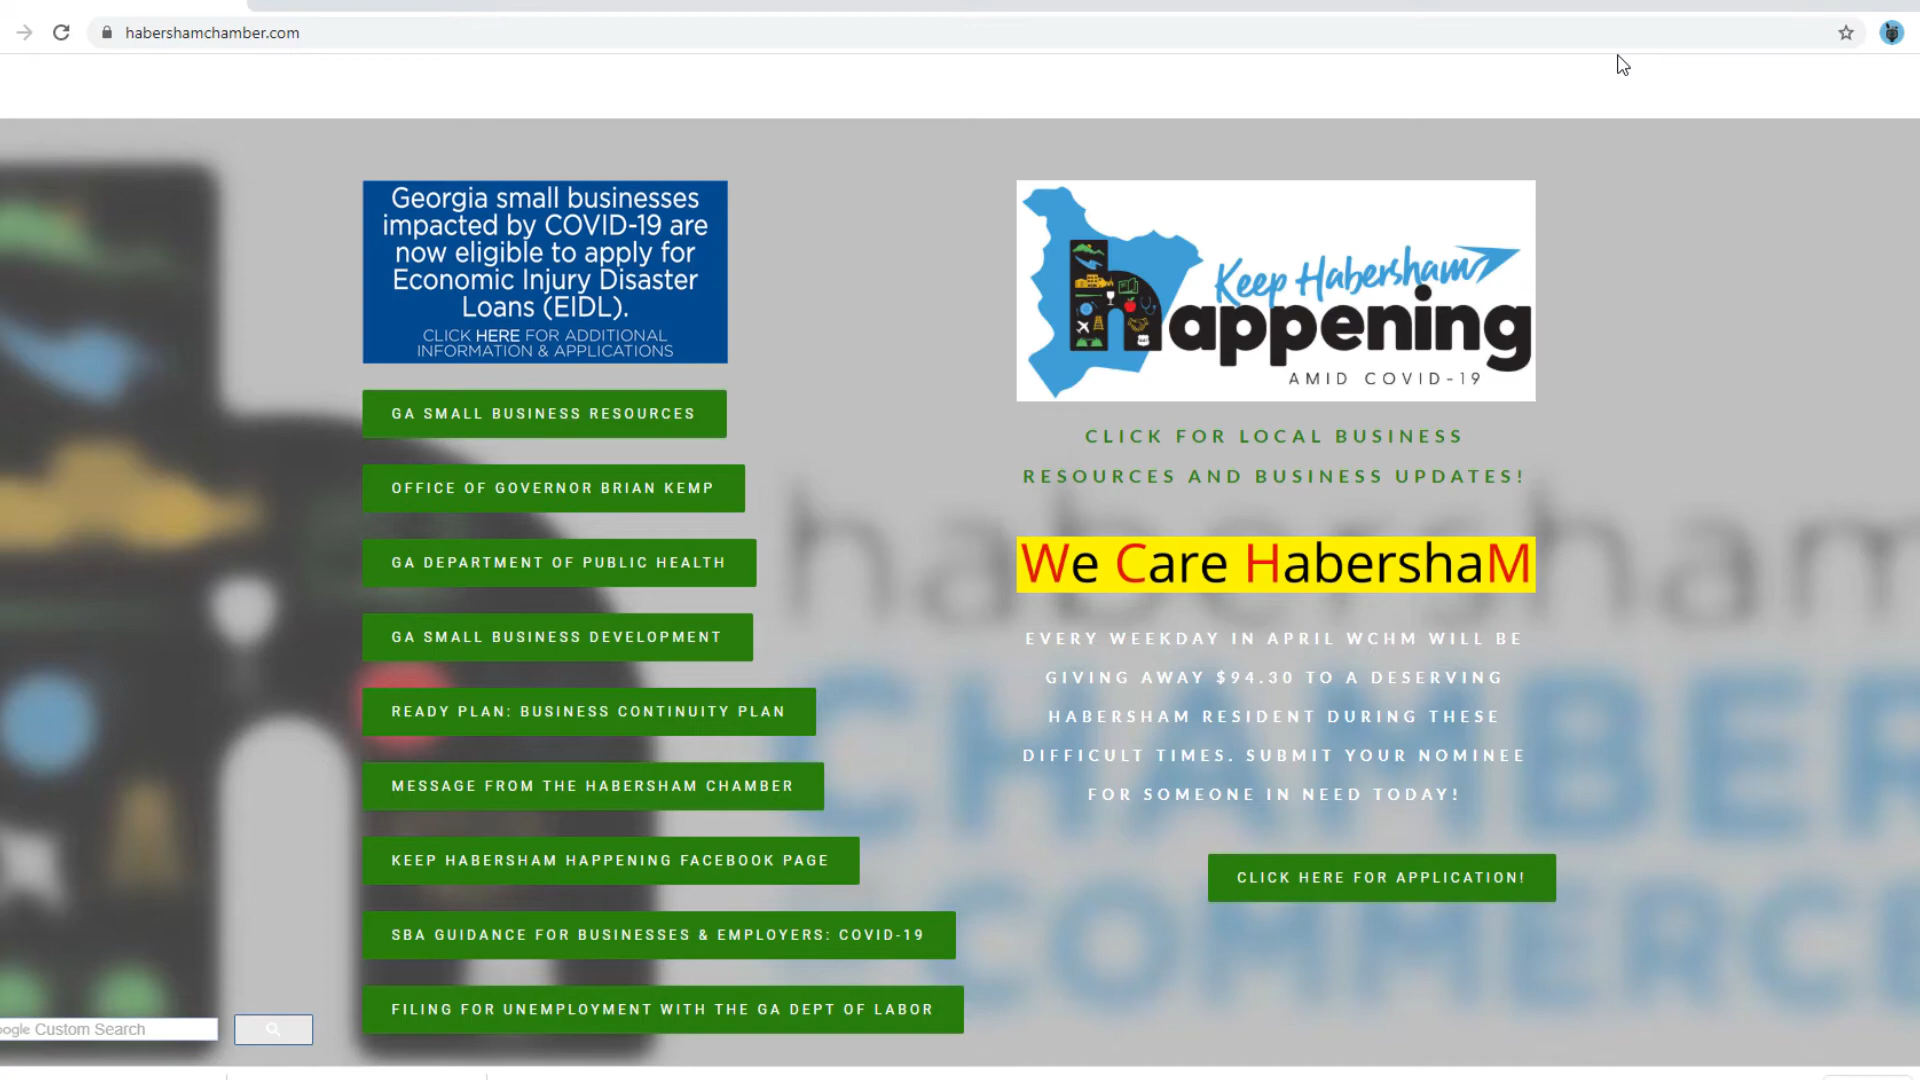 habershamchamber.com
Georgia small businesses
impacted by COVID-19 are
now eligible to apply for
Economic Injury Disaster
Loans (EIDL).
CLICK HERE FOR ADDITIONAL
INFORMATION & APPLICATIONS
GA SMALL BUSINESS RESOURCES
OFFICE OF GOVERNOR BRIAN KEMP
GA DEPARTMENT OF PUBLIC HEALTH
GA SMALL BUSINESS DEVELOPMENT
READY PLAN: BUSINESS CONTINUITY PLAN
MESSAGE FROM THE HABERSHAM CHAMBER
KEEP HABERSHAM HAPPENING FACEBOOK PAGE
SBA GUIDANCE FOR BUSINESSES & EMPLOYERS: COVID-19
FILING FOR UNEMPLOYMENT WITH THE GA DEPT OF LABOR
Keep Habersham
happening
AMID COVID-19
CLICK FOR LOCAL BUSINESS
RESOURCES AND BUSINESS UPDATES!
We Care HabershaM
EVERY WEEKDAY IN APRIL WCHM WILL BE
GIVING AWAY $94.30 TO A DESERVING
HABERSHAM RESIDENT DURING THESE
DIFFICULT TIMES. SUBMIT YOUR NOMINEE
FOR SOMEONE IN NEED TODAY!
CLICK HERE FOR APPLICATION!
habersham
CHAMBER
COMMERCE
oogle Custom Search